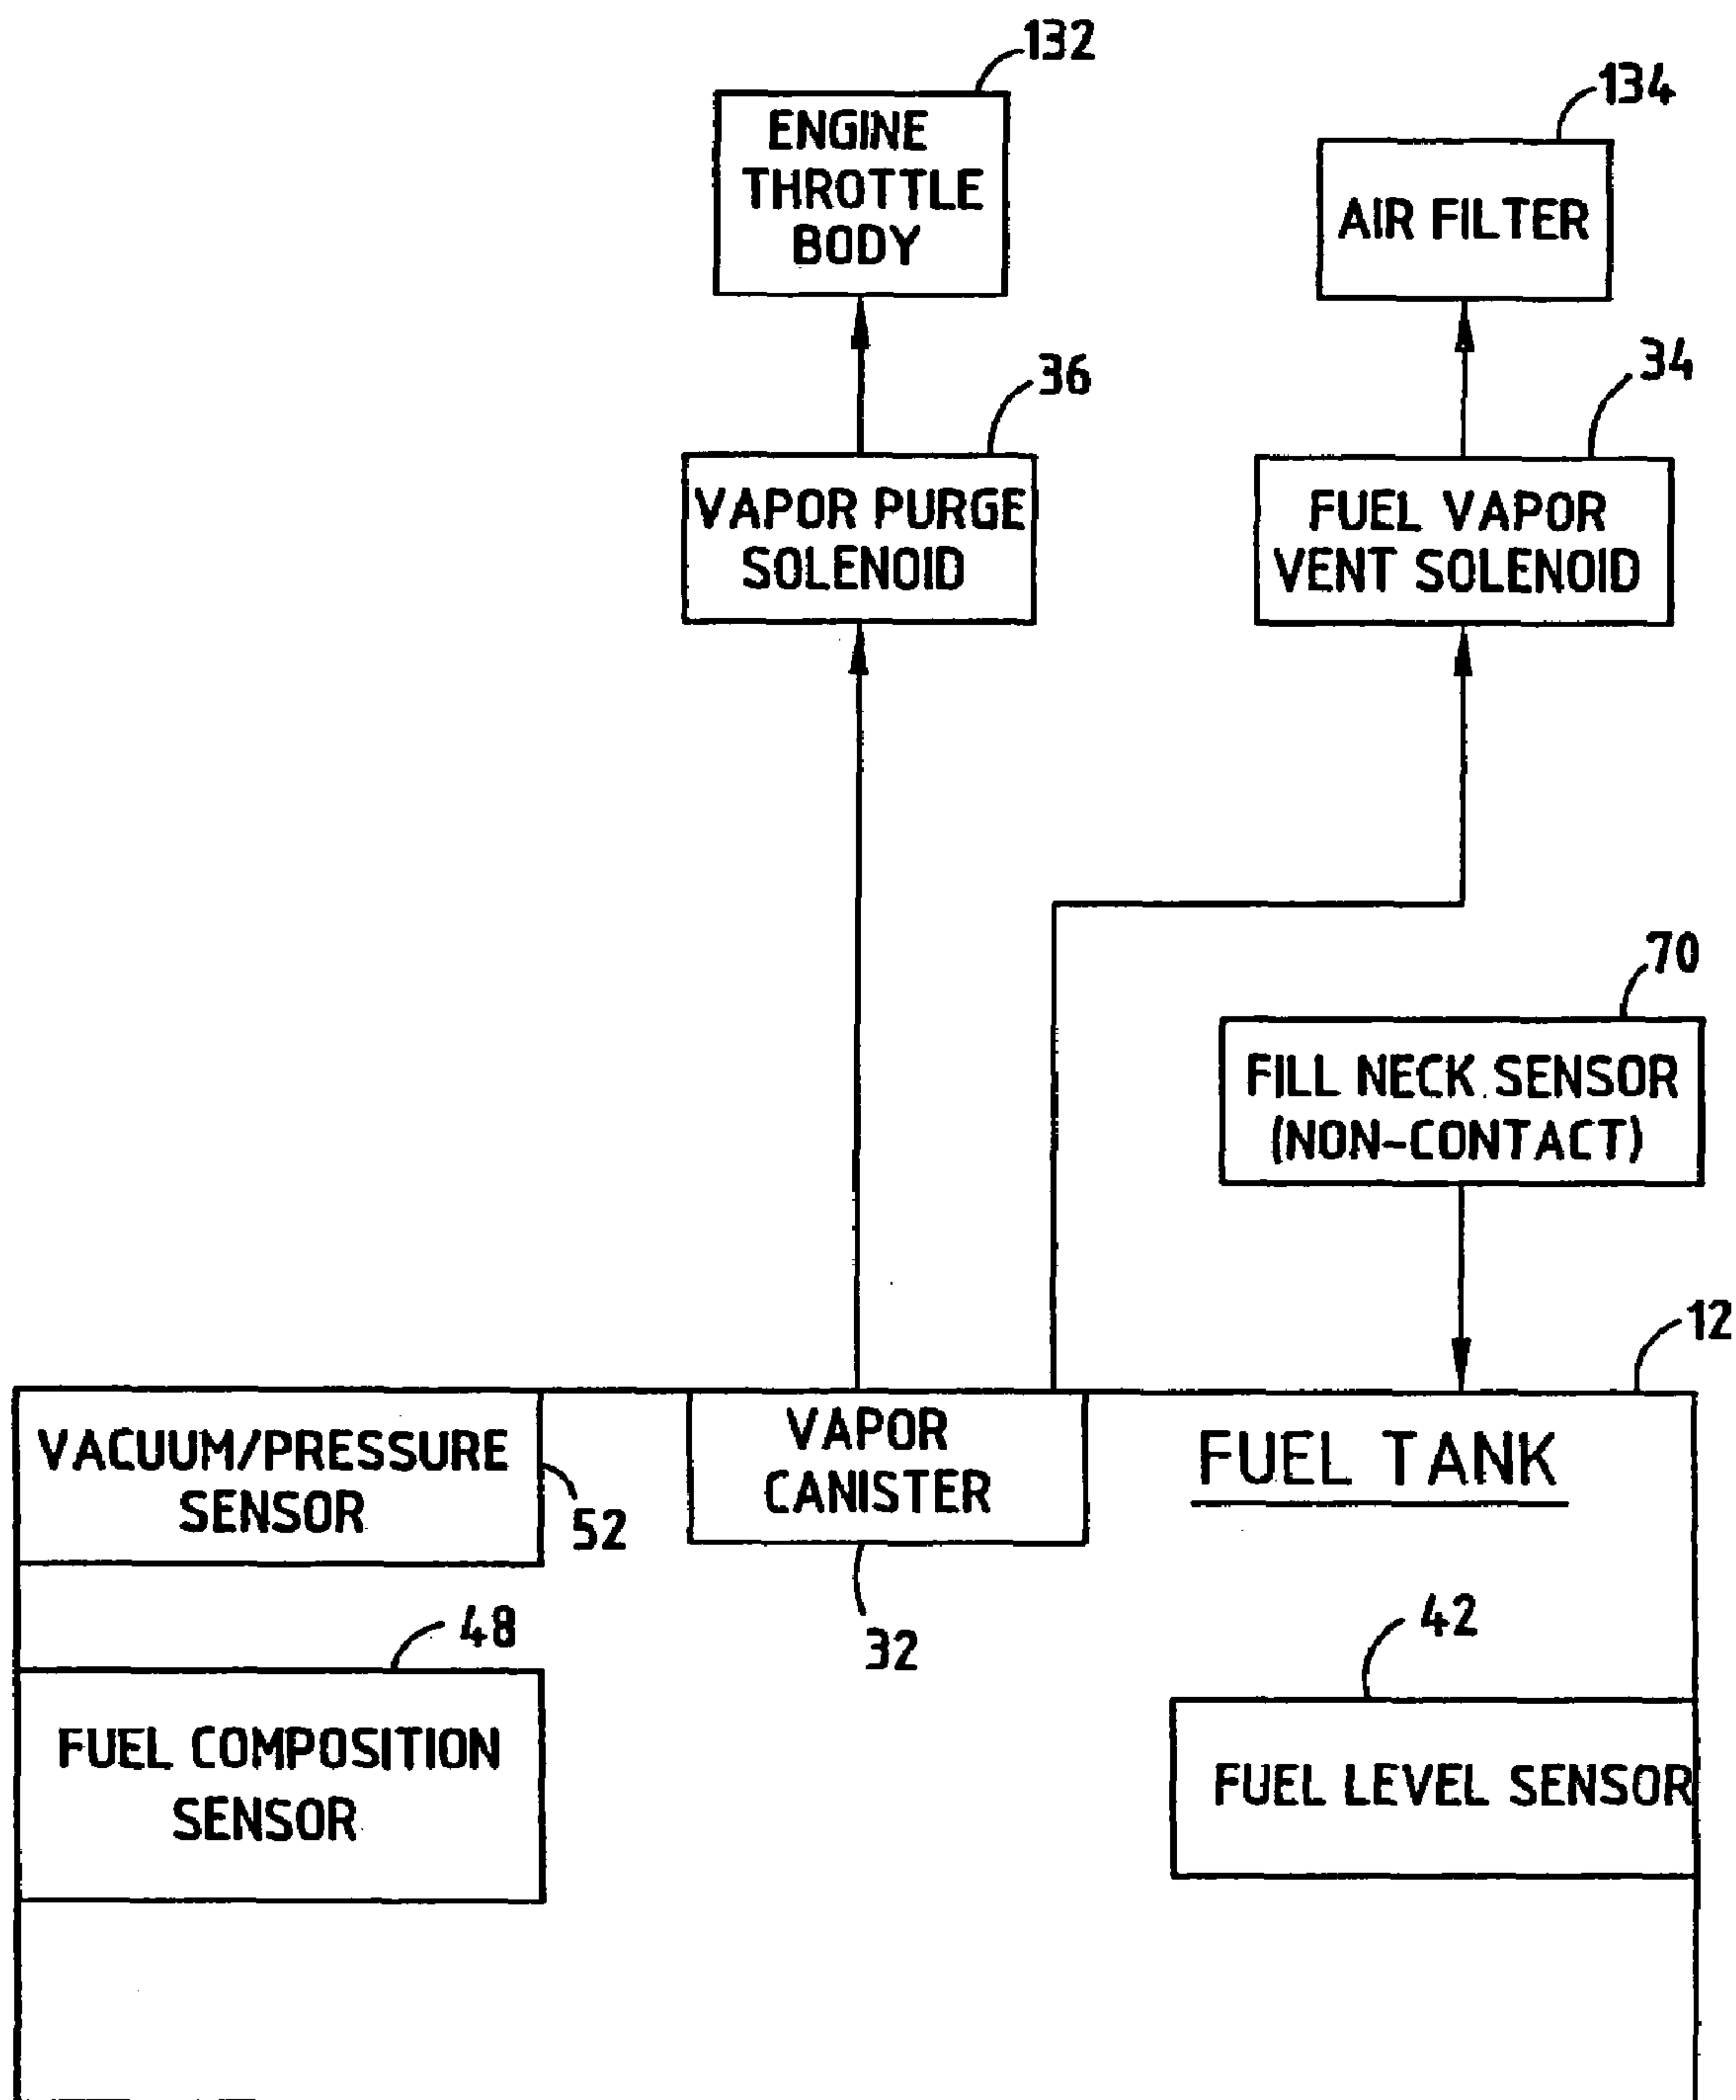 132
ENGINE
THROTTLE
BODY
134
AIR FILTER
36
VAPOR PURGE
SOLENOID
34
FUEL VAPOR
VENT SOLENOID
70
FILL NECK SENSOR
(NON-CONTACT)
12
VACUUM/PRESSURE
SENSOR
52
VAPOR
CANISTER
32
FUEL TANK
48
FUEL COMPOSITION
SENSOR
42
FUEL LEVEL SENSOR